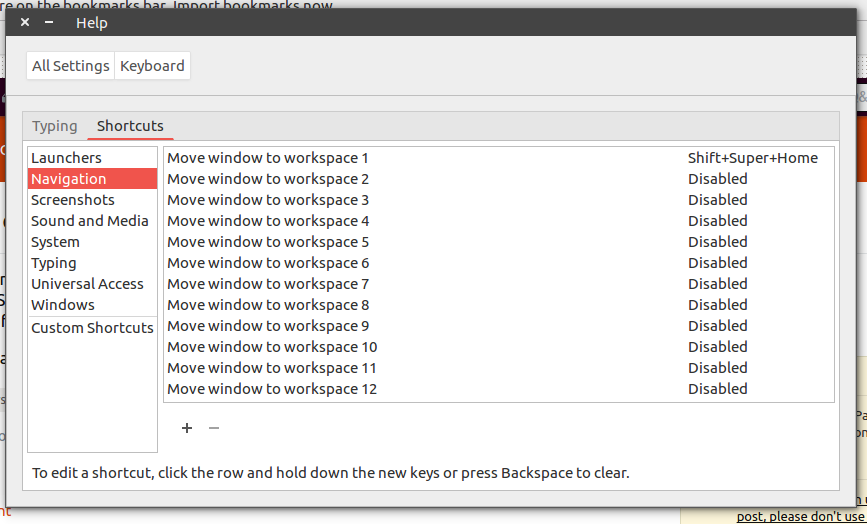 re on the bookmarks bar. Import bookmarks now
Help
All Settings Keyboard
Typing Shortcuts
Launchers
Navigation
Screenshots
Sound and Media
System
Typing
Universal Access
Windows
Custom Shortcuts
Move window to workspace 1 Shift+Super+Home
Move window to workspace 2 Disabled
Move window to workspace 3 Disabled
Move window to workspace 4 Disabled
Move window to workspace 5 Disabled
Move window to workspace 6 Disabled
Move window to workspace 7 Disabled
Move window to workspace 8 Disabled
Move window to workspace 9 Disabled
Move window to workspace 10 Disabled
Move window to workspace 11 Disabled
Move window to workspace 12 Disabled
To edit a shortcut, click the row and hold down the new keys or press Backspace to clear.
post, please don't use